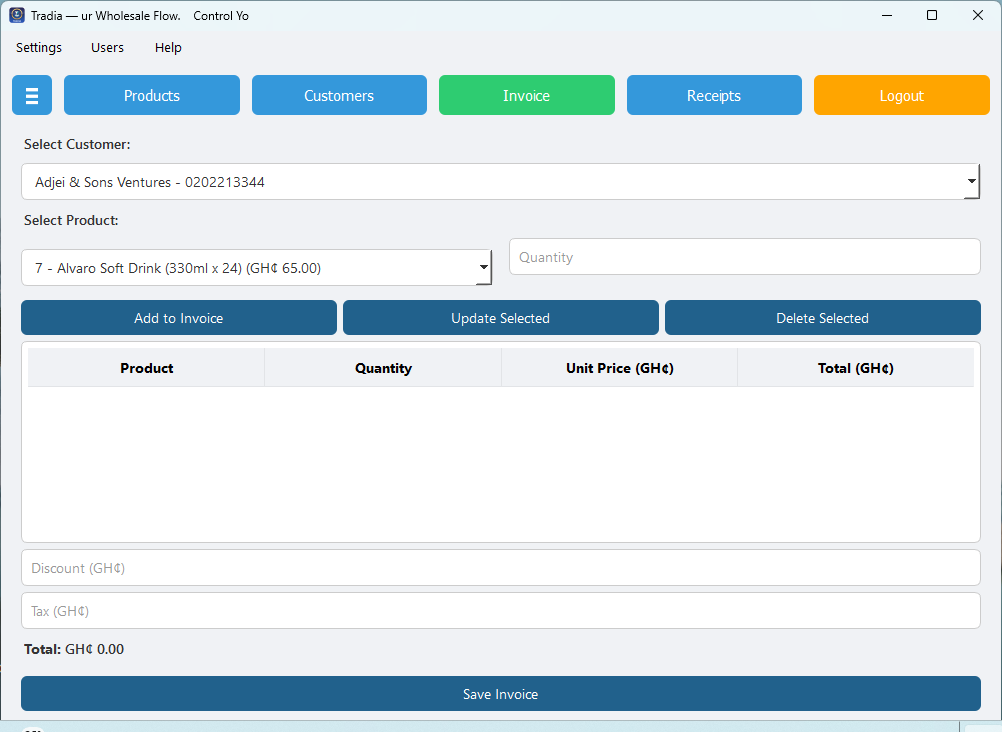 Tradia — ur Wholesale Flow. Control Yo
Settings Users Help
Products Customers Invoice Receipts Logout
Select Customer:
Adjei & Sons Ventures - 0202213344
Select Product:
7 - Alvaro Soft Drink (330ml x 24) (GH₵ 65.00)
Quantity
Add to Invoice Update Selected Delete Selected
Product Quantity Unit Price (GH₵) Total (GH₵)
Discount (GH₵)
Tax (GH₵)
Total: GH₵ 0.00
Save Invoice